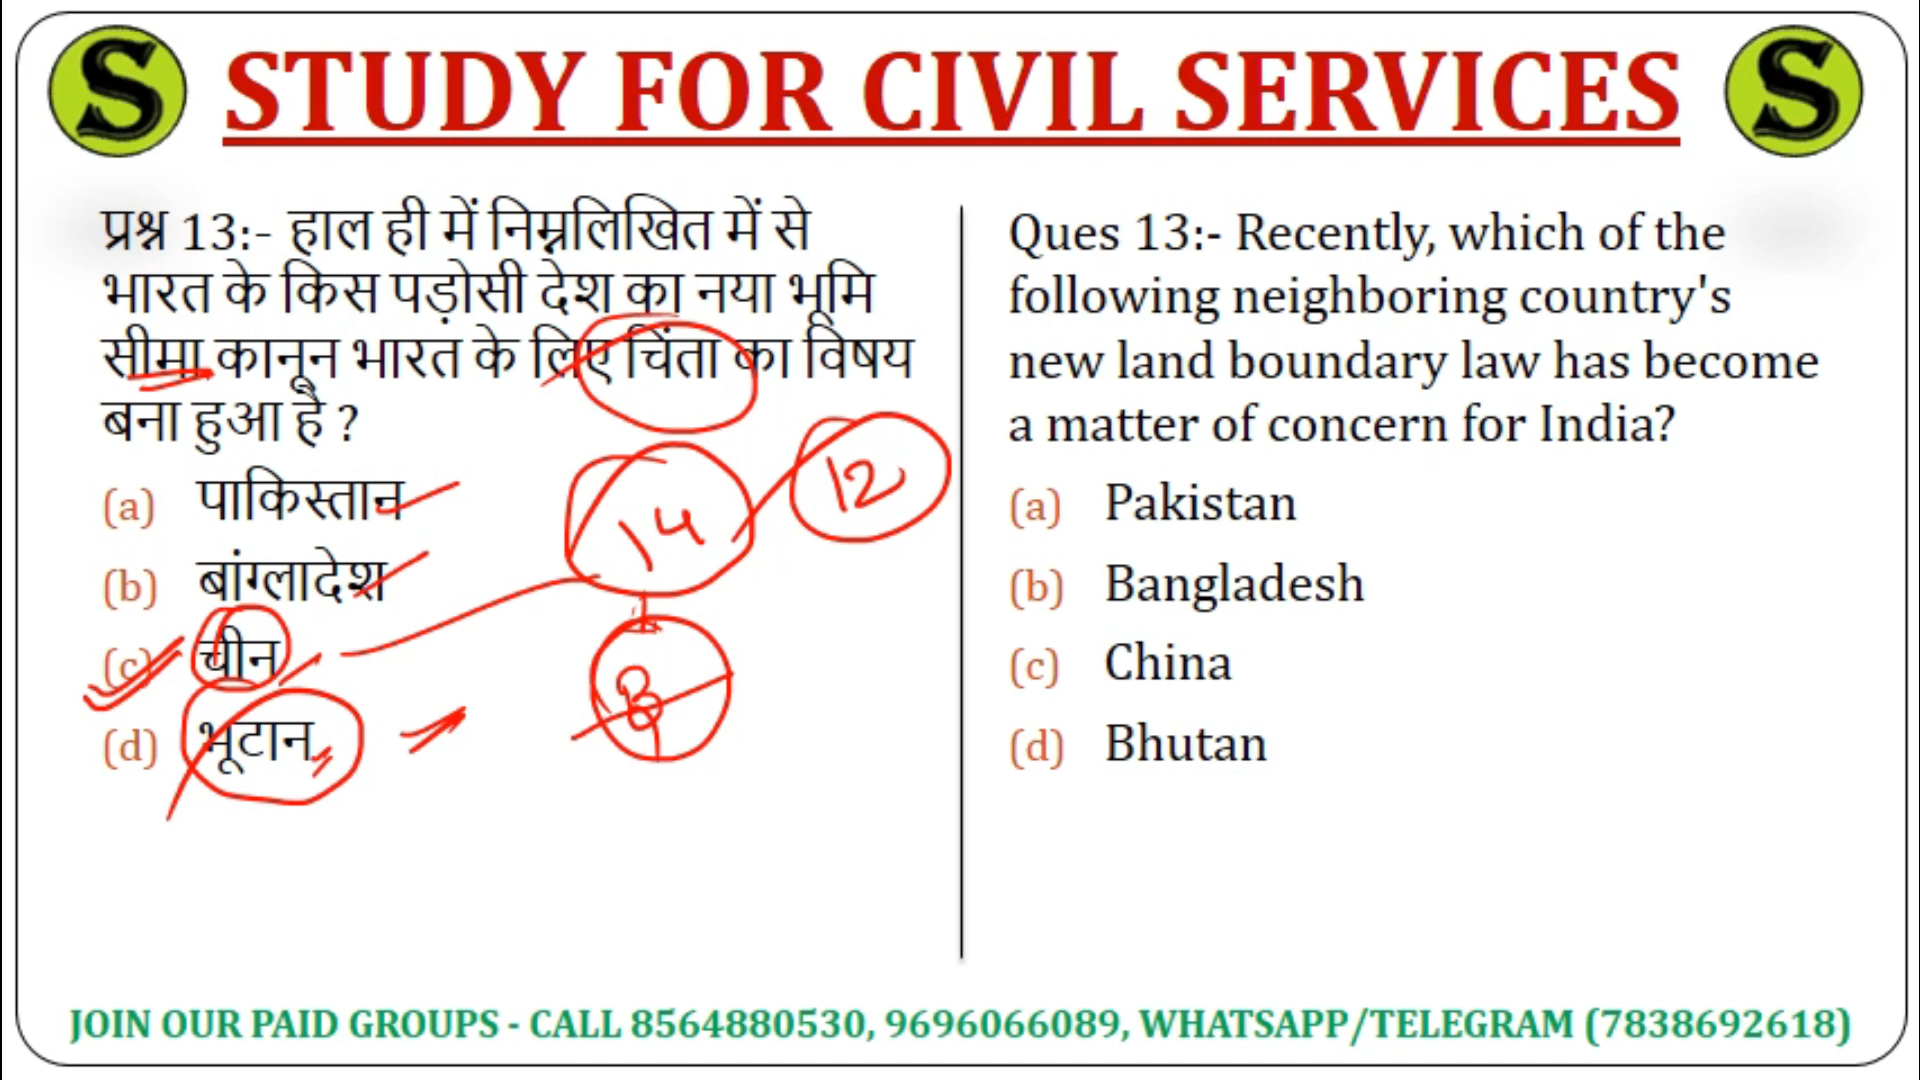 S STUDY FOR CIVIL SERVICES S
प्रश्न 13:- हाल ही में निम्नलिखित में से
भारत के किस पड़ोसी देश का नया भूमि
सीमा कानून भारत के लिए चिंता का विषय
बना हुआ है ?
(a) पाकिस्तान
(b) बांग्लादेश
(c) चीन
(d) भूटान
14
12
Ques 13:- Recently, which of the
following neighboring country's
new land boundary law has become
a matter of concern for India?
(a) Pakistan
(b) Bangladesh
(c) China
(d) Bhutan
JOIN OUR PAID GROUPS - CALL 8564880530, 9696066089, WHATSAPP/TELEGRAM (7838692618)